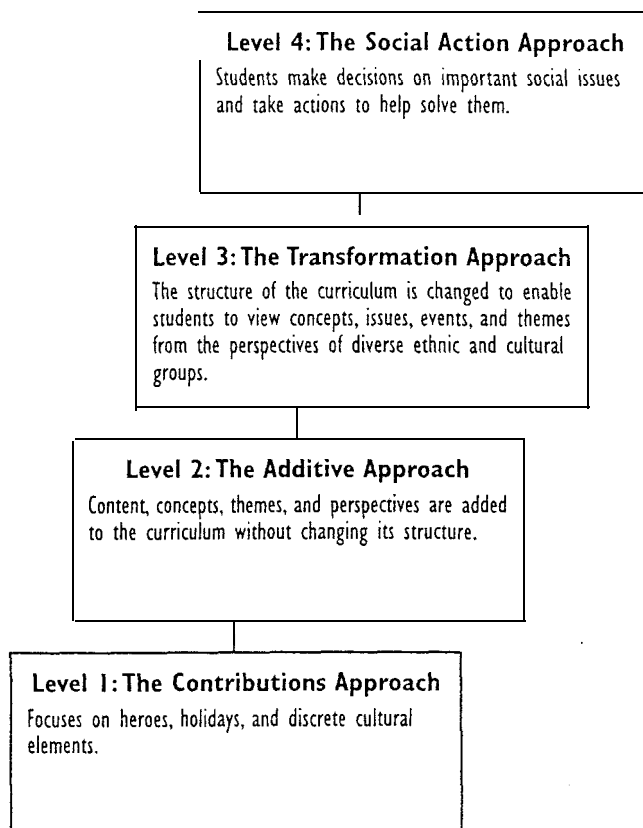 Level 4: The Social Action Approach
Students make decisions on important social issues
and take actions to help solve them.
Level 3: The Transformation Approach
The structure of the curriculum is changed to enable
students to view concepts, issues, events, and themes
from the perspectives of diverse ethnic and cultural
groups.
Level 2: The Additive Approach
Content, concepts, themes, and perspectives are added
to the curriculum without changing its structure.
Level 1: The Contributions Approach
Focuses on heroes, holidays, and discrete cultural
elements.